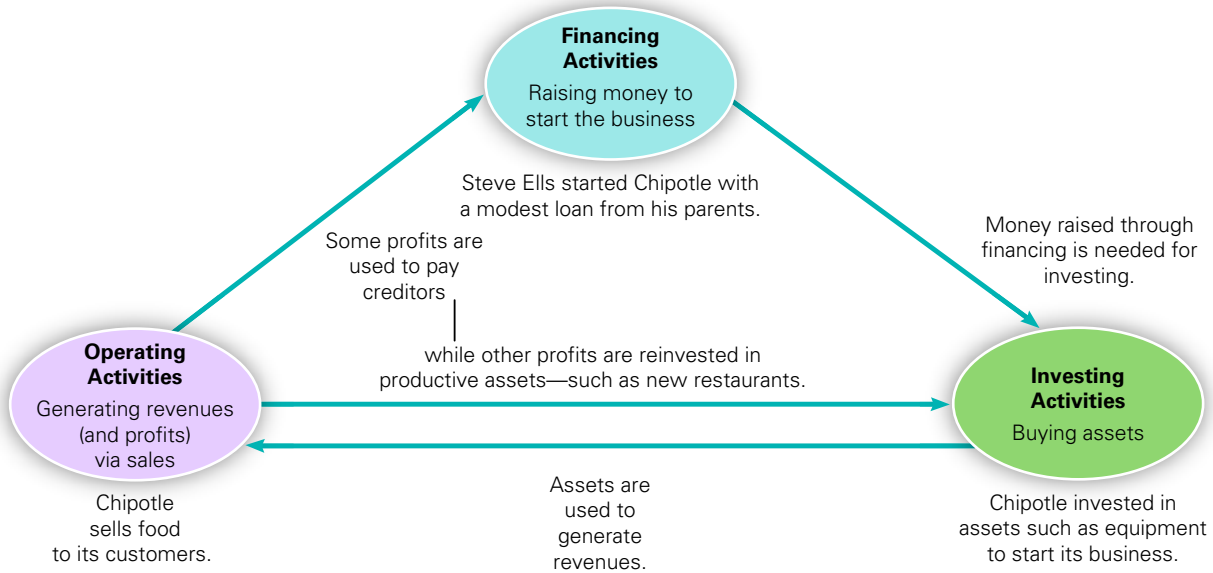 Financing
Activities
Raising money to
start the business
Steve Ells started Chipotle with
a modest loan from his parents.
Some profits are
used to pay
creditors
Money raised through
financing is needed for
investing.
while other profits are reinvested in
productive assets—such as new restaurants.
Operating
Activities
Generating revenues
(and profits)
via sales
Investing
Activities
Buying assets
Chipotle
sells food
to its customers.
Assets are
used to
generate
revenues.
Chipotle invested in
assets such as equipment
to start its business.